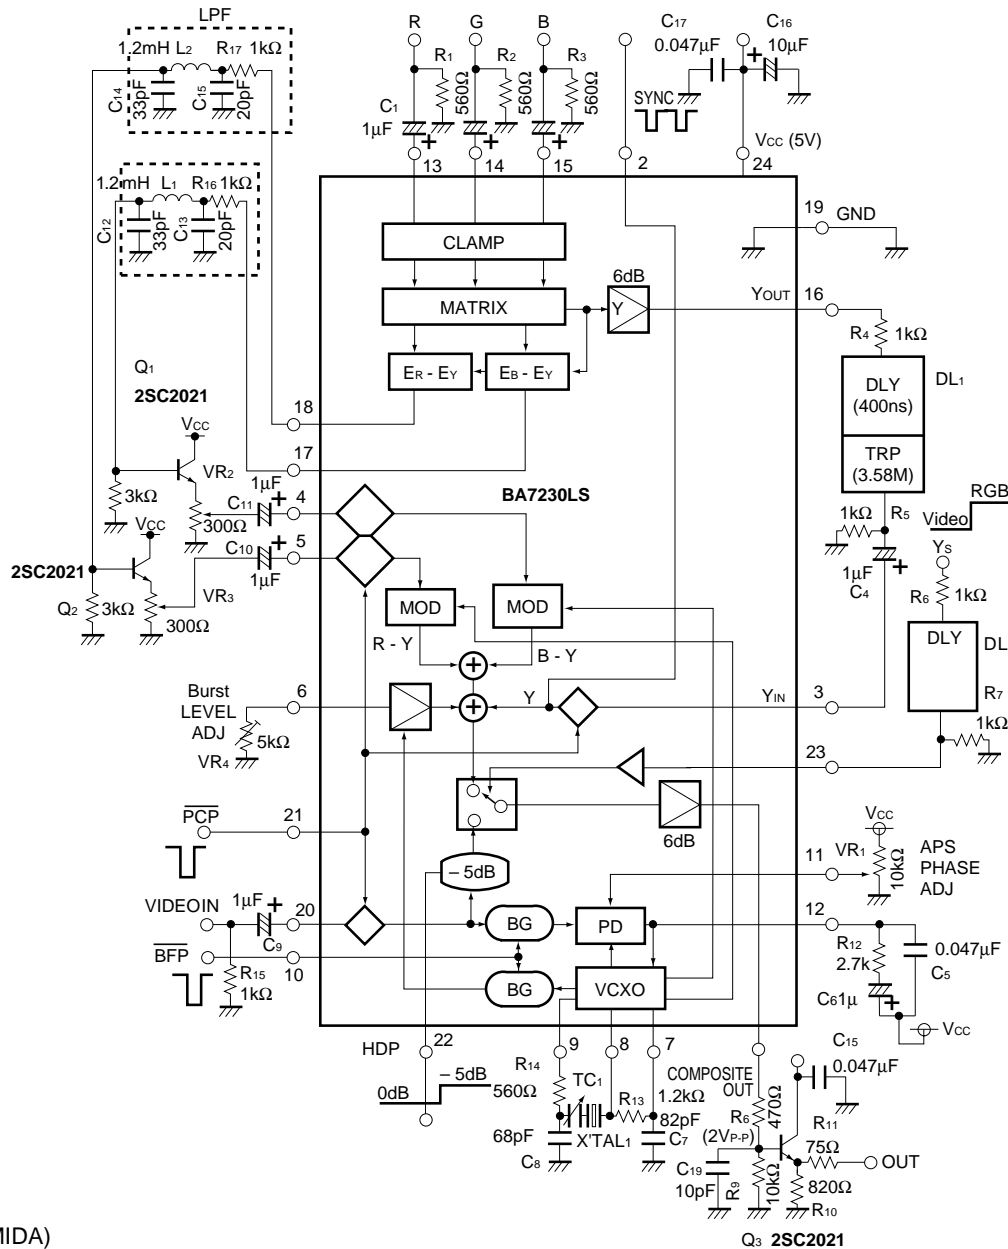 LPF
R G B
C17
0.047µF
C16
10µF
1.2mH L2 R17 1kΩ
C14
33pF
C15
20pF
R1
560Ω
R2
560Ω
R3
560Ω
C1
1µF
SYNC
VCC (5V)
13 14 15 2 24
1.2mH L1 R16 1kΩ
C12
33pF
C13
20pF
19 GND
CLAMP
6dB
MATRIX
Y
YOUT 16
R4 1kΩ
ER - EY
EB - EY
DLY
(400ns)
DL1
TRP
(3.58M)
Q1
2SC2021
18
VCC
17
VR2
1µF
BA7230LS
RGB
Video
3kΩ
C11
4
300Ω
1kΩ
R5
YS
VCC
C10
5
1µF
1µF
C4
2SC2021
VR3
R6
1kΩ
Q2 3kΩ
300Ω
MOD
MOD
DLY
DL
R - Y
B - Y
Burst
LEVEL
ADJ
6
Y
YIN 3
R7
1kΩ
5kΩ
VR4
23
PCP
21
6dB
VCC
– 5dB
11
VR1
10kΩ
APS
PHASE
ADJ
VIDEOIN
1µF
20
C9
BG
PD
12
BFP
10
R15
1kΩ
R12
2.7k
0.047µF
C5
BG
VCXO
C6 1µ
VCC
HDP
22
9 8 7
C15
0.047µF
0dB
– 5dB
R14
560Ω
TC1
R13
1.2kΩ
COMPOSITE
OUT
R6
470Ω
R11
75Ω
68pF
C8
X'TAL1
82pF
C7
(2VP-P)
OUT
C19
10pF
R9
10kΩ
820Ω
R10
Q3 2SC2021
MIDA)